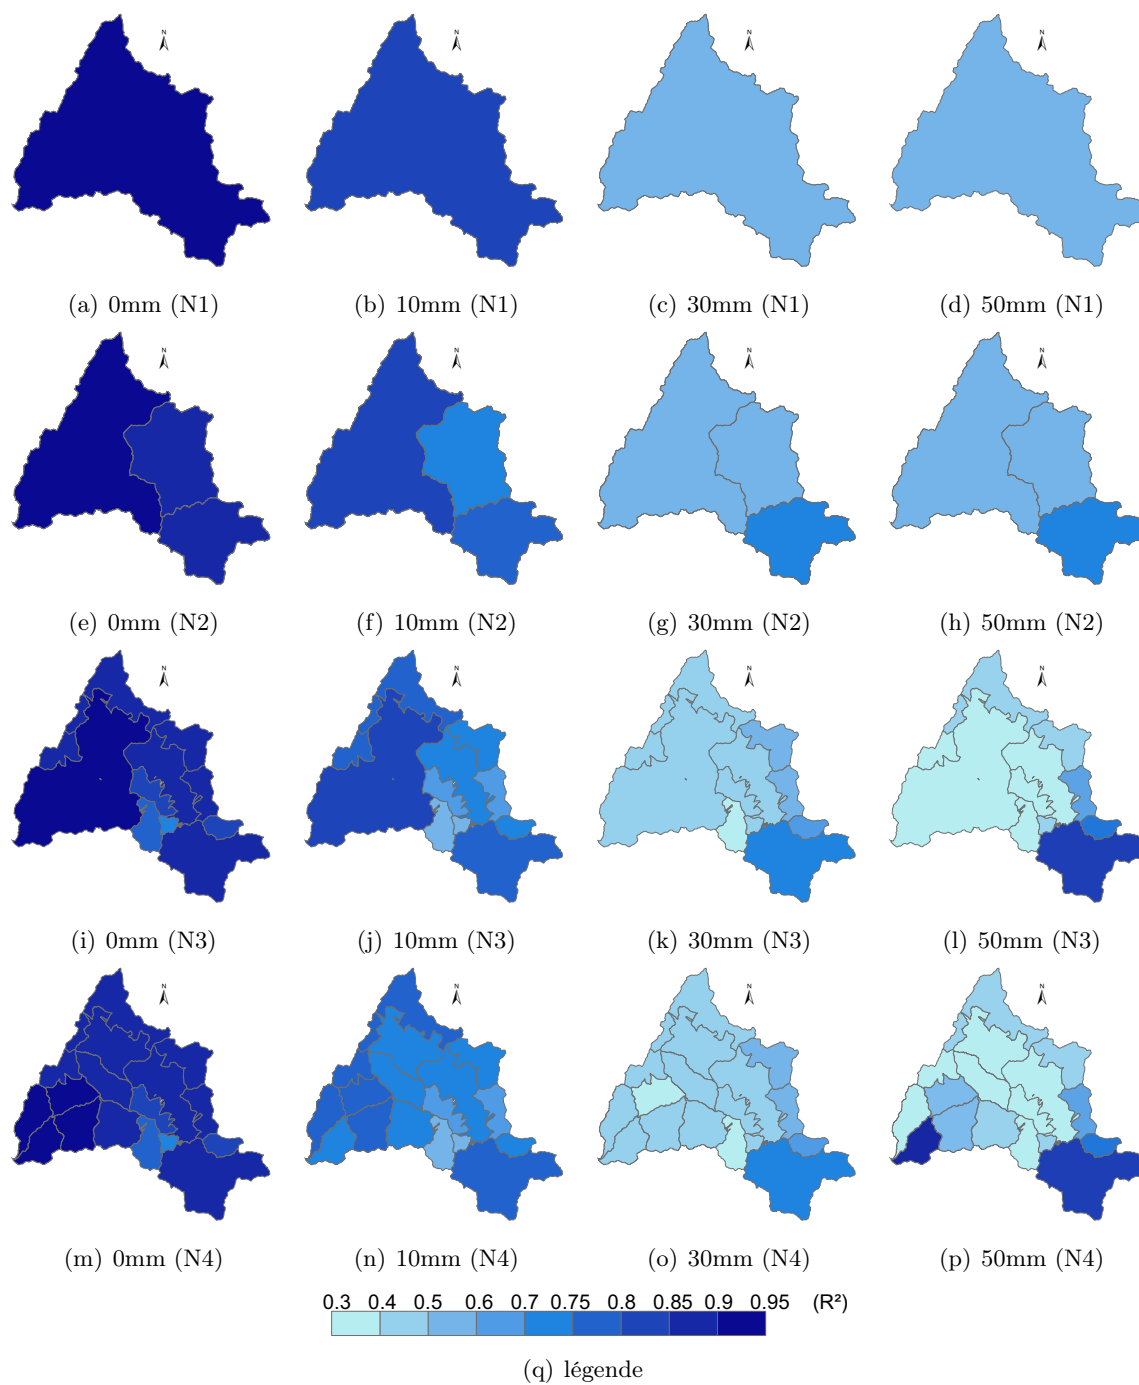 N N N N
(a) 0mm (N1) (b) 10mm (N1) (c) 30mm (N1) (d) 50mm (N1)
N N N N
(e) 0mm (N2) (f) 10mm (N2) (g) 30mm (N2) (h) 50mm (N2)
N N N N
(i) 0mm (N3) (j) 10mm (N3) (k) 30mm (N3) (l) 50mm (N3)
N N N N
(m) 0mm (N4) (n) 10mm (N4) (o) 30mm (N4) (p) 50mm (N4)
0.3 0.4 0.5 0.6 0.7 0.75 0.8 0.85 0.9 0.95 (R²)
(q) légende